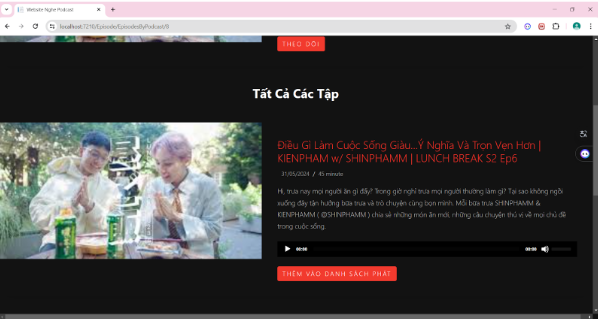 Website Nghe Podcast
localhost:7216/Episode/EpisodesByPodcast/8
THEO DÕI
Tất Cả Các Tập
Điều Gì Làm Cuộc Sống Giàu...Ý Nghĩa Và Trọn Vẹn Hơn |
KIENPHAM w/ SHINPHAMM | LUNCH BREAK S2 Ep6
31/05/2024 / 45 minute
Hi, trưa nay mọi người ăn gì đấy? Trong giờ nghỉ trưa mọi người thường làm gì? Tại sao không ngồi
xuống đây tận hưởng bữa trưa và trò chuyện cùng bọn mình. Mỗi bữa trưa SHINPHAMM &
KIENPHAMM ( @SHINPHAMM ) chia sẻ những món ăn mới, những câu chuyện thú vị về mọi chủ đề
trong cuộc sống.
00:00 00:00
THÊM VÀO DANH SÁCH PHÁT